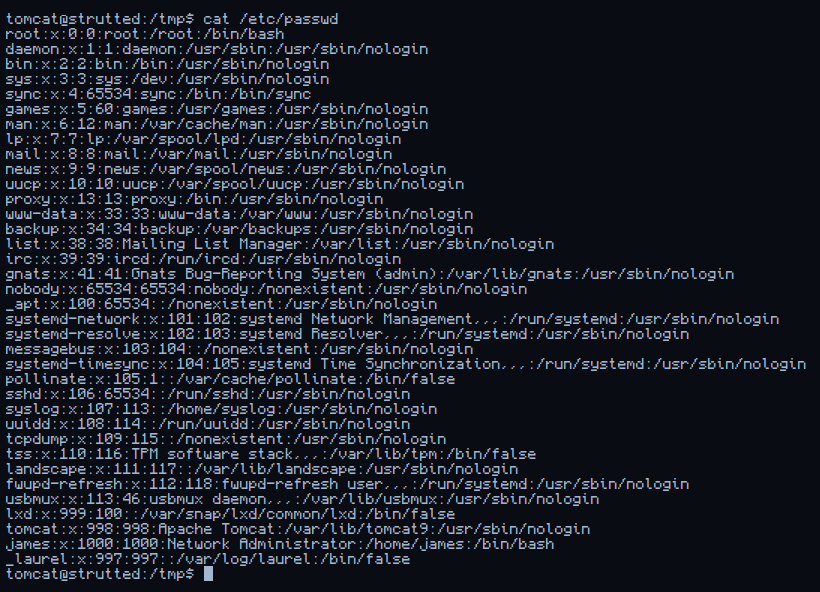 tomcat@strutted:/tmp$ cat /etc/passwd
root:x:0:0:root:/root:/bin/bash
daemon:x:1:1:daemon:/usr/sbin:/usr/sbin/nologin
bin:x:2:2:bin:/bin:/usr/sbin/nologin
sys:x:3:3:sys:/dev:/usr/sbin/nologin
sync:x:4:65534:sync:/bin:/bin/sync
games:x:5:60:games:/usr/games:/usr/sbin/nologin
man:x:6:12:man:/var/cache/man:/usr/sbin/nologin
lp:x:7:7:lp:/var/spool/lpd:/usr/sbin/nologin
mail:x:8:8:mail:/var/mail:/usr/sbin/nologin
news:x:9:9:news:/var/spool/news:/usr/sbin/nologin
uucp:x:10:10:uucp:/var/spool/uucp:/usr/sbin/nologin
proxy:x:13:13:proxy:/bin:/usr/sbin/nologin
www-data:x:33:33:www-data:/var/www:/usr/sbin/nologin
backup:x:34:34:backup:/var/backups:/usr/sbin/nologin
list:x:38:38:Mailing List Manager:/var/list:/usr/sbin/nologin
irc:x:39:39:ircd:/run/ircd:/usr/sbin/nologin
gnats:x:41:41:Gnats Bug-Reporting System (admin):/var/lib/gnats:/usr/sbin/nologin
nobody:x:65534:65534:nobody:/nonexistent:/usr/sbin/nologin
_apt:x:100:65534::/nonexistent:/usr/sbin/nologin
systemd-network:x:101:102:systemd Network Management,,,:/run/systemd:/usr/sbin/nologin
systemd-resolve:x:102:103:systemd Resolver,,,:/run/systemd:/usr/sbin/nologin
messagebus:x:103:104::/nonexistent:/usr/sbin/nologin
systemd-timesync:x:104:105:systemd Time Synchronization,,,:/run/systemd:/usr/sbin/nologin
pollinate:x:105:1::/var/cache/pollinate:/bin/false
sshd:x:106:65534::/run/sshd:/usr/sbin/nologin
syslog:x:107:113::/home/syslog:/usr/sbin/nologin
uuidd:x:108:114::/run/uuidd:/usr/sbin/nologin
tcpdump:x:109:115::/nonexistent:/usr/sbin/nologin
tss:x:110:116:TPM software stack,,,:/var/lib/tpm:/bin/false
landscape:x:111:117::/var/lib/landscape:/usr/sbin/nologin
fwupd-refresh:x:112:118:fwupd-refresh user,,,:/run/systemd:/usr/sbin/nologin
usbmux:x:113:46:usbmux daemon,,,:/var/lib/usbmux:/usr/sbin/nologin
lxd:x:999:100::/var/snap/lxd/common/lxd:/bin/false
tomcat:x:998:998:Apache Tomcat:/var/lib/tomcat9:/usr/sbin/nologin
james:x:1000:1000:Network Administrator:/home/james:/bin/bash
_laurel:x:997:997::/var/log/laurel:/bin/false
tomcat@strutted:/tmp$